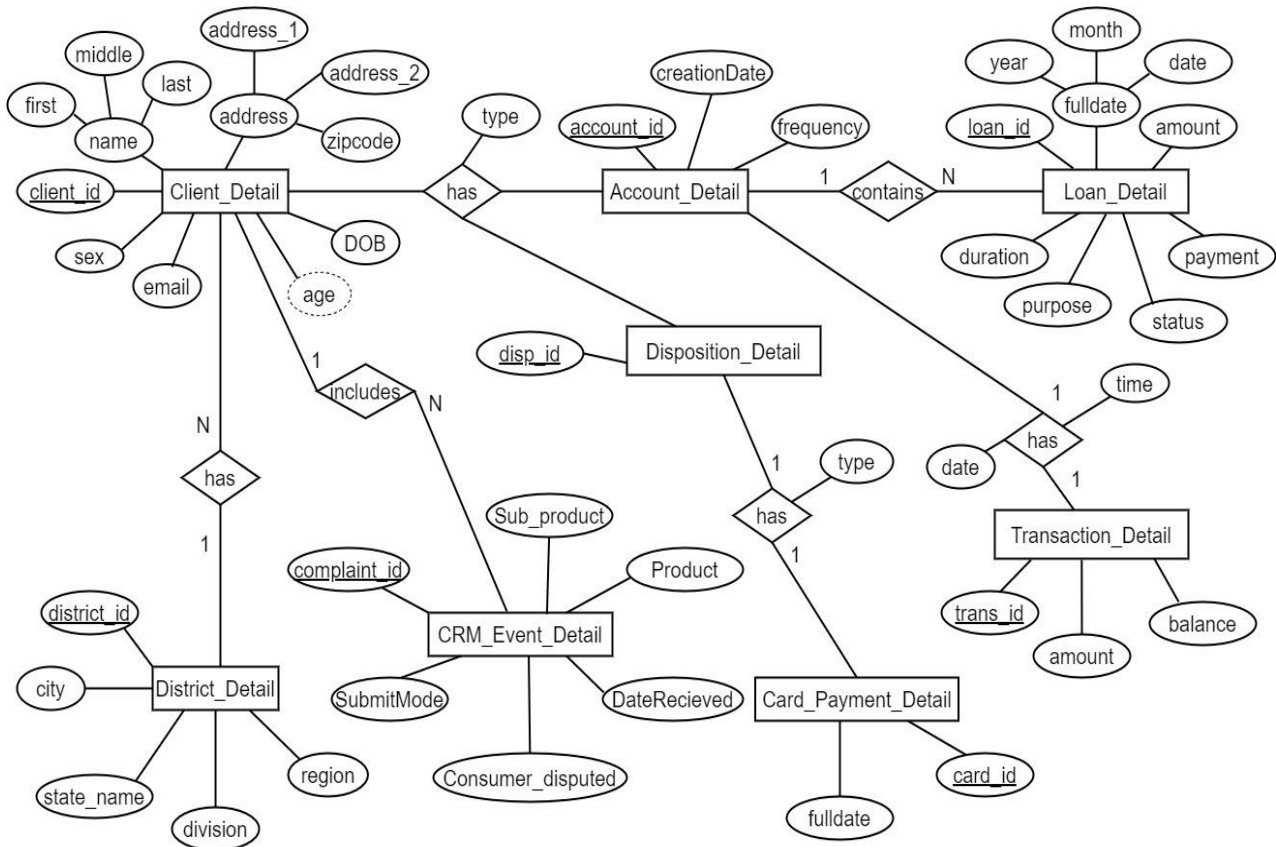 address_1
month
middle
address_2
creationDate
year
date
last
first
address
type
fulldate
name
zipcode
account_id
frequency
loan_id
amount
client_id
Client_Detail
has
Account_Detail
1
contains
N
Loan_Detail
sex
DOB
duration
payment
email
age
purpose
status
disp_id
Disposition_Detail
1
includes
N
time
1
N
has
date
type
1
has
1
has
Sub_product
1
Transaction_Detail
1
complaint_id
Product
district_id
trans_id
balance
CRM_Event_Detail
amount
city
District_Detail
SubmitMode
DateRecieved
Card_Payment_Detail
region
Consumer_disputed
card_id
state_name
division
fulldate